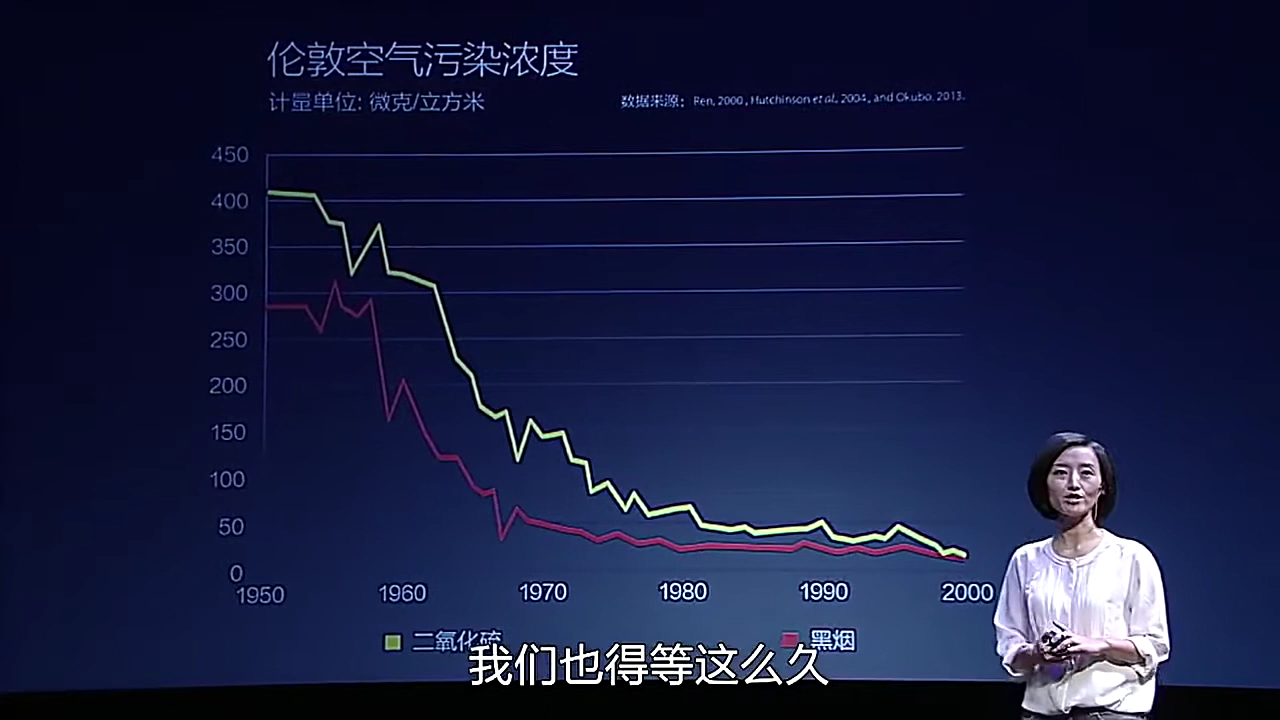 伦敦空气污染浓度
计量单位: 微克/立方米
数据来源: Ren, 2000, Hutchinson et al., 2004, and Okubo, 2013.
450
400
350
300
250
200
150
100
50
0
1950 1960 1970 1980 1990 2000
二氧化硫 黑烟
我们也得等这么久